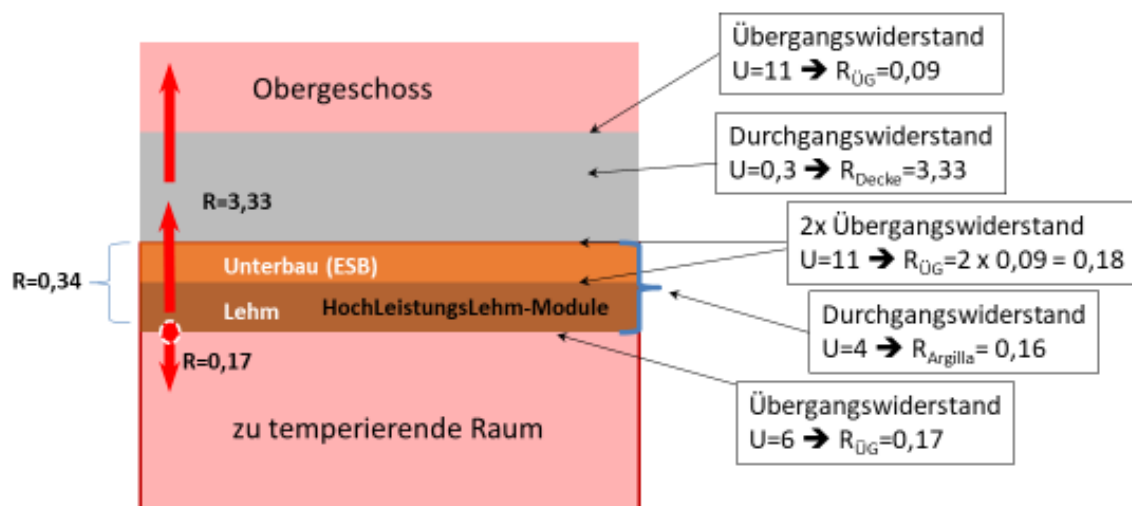 Obergeschoss
R=3,33
R=0,34
Unterbau (ESB)
Lehm
HochLeistungsLehm-Module
R=0,17
zu temperierende Raum
Übergangswiderstand
U=11 ➔ RÜG=0,09
Durchgangswiderstand
U=0,3 ➔ RDecke=3,33
2x Übergangswiderstand
U=11 ➔ RÜG=2 x 0,09 = 0,18
Durchgangswiderstand
U=4 ➔ RArgilla= 0,16
Übergangswiderstand
U=6 ➔ RÜG=0,17